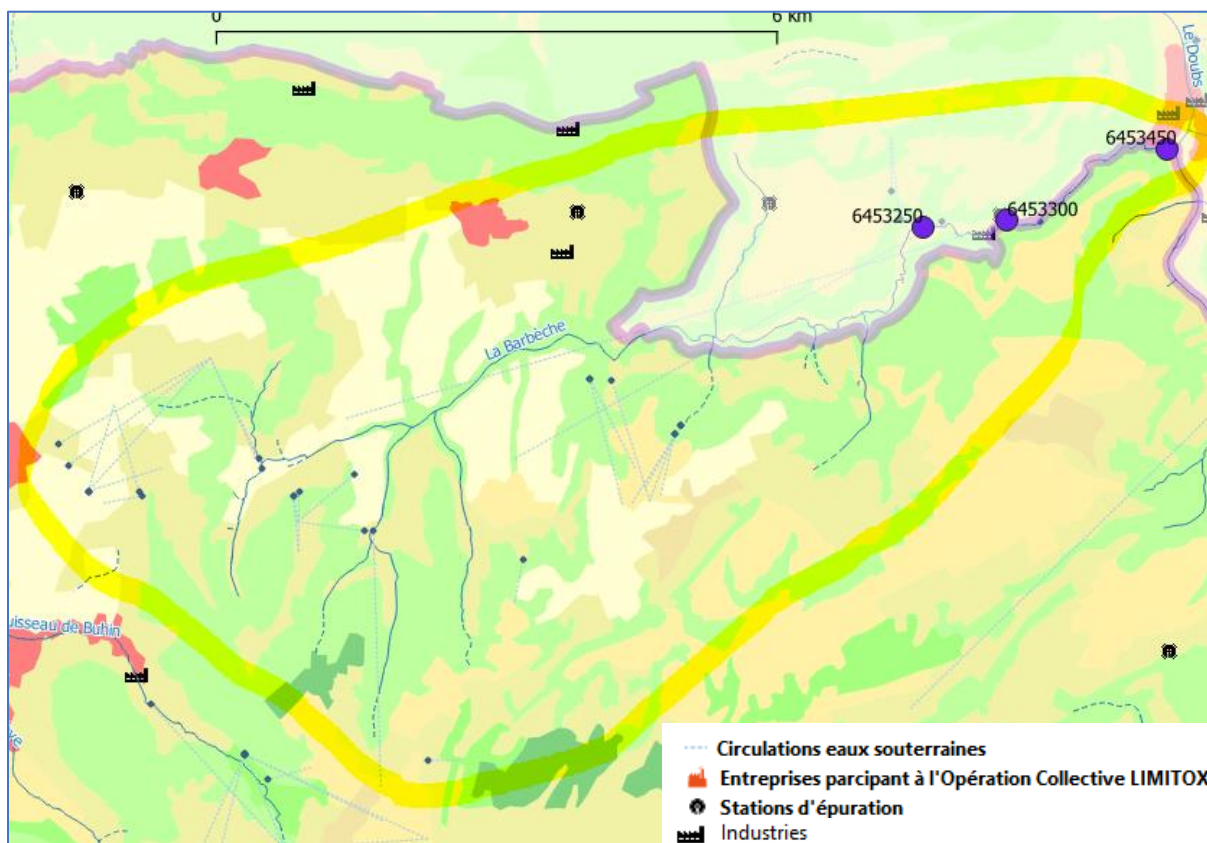 0
6 km
Le Doubs
6453450
6453250
6453300
La Barbèche
uisseau de Buhin
ve
Circulations eaux souterraines
Entreprises parcipant à l'Opération Collective LIMITOX
Stations d'épuration
Industries